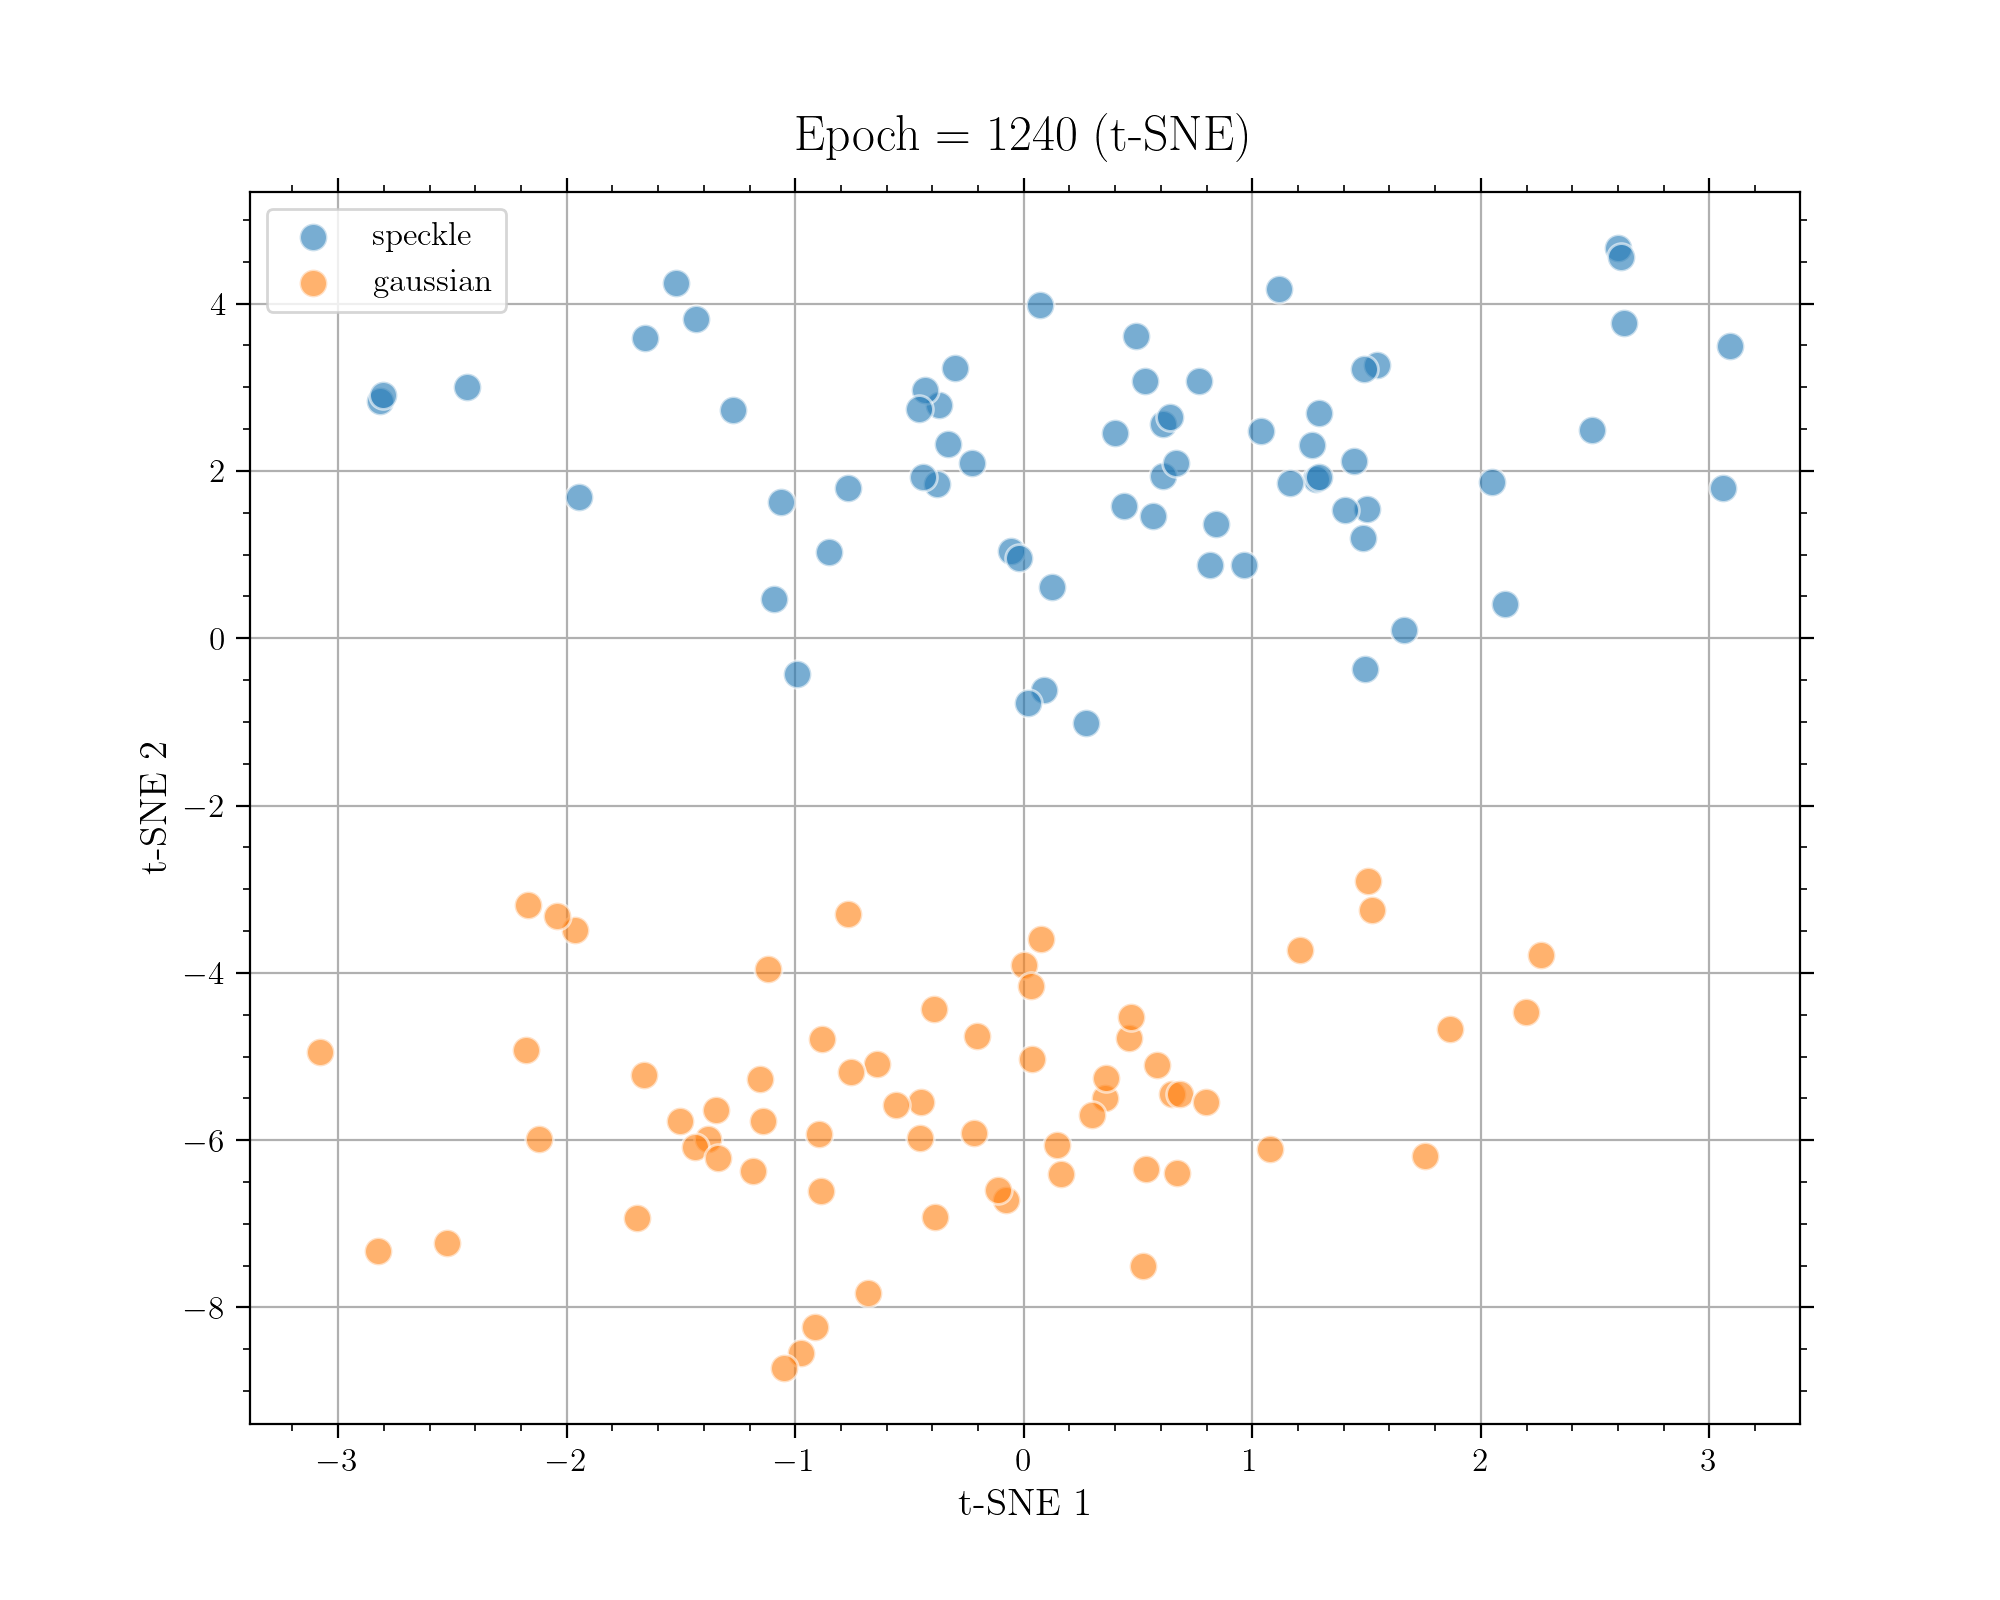 Epoch = 1240 (t-SNE)
speckle
gaussian
4
2
0
−2
−4
−6
−8
t-SNE 2
−3 −2 −1 0 1 2 3
t-SNE 1